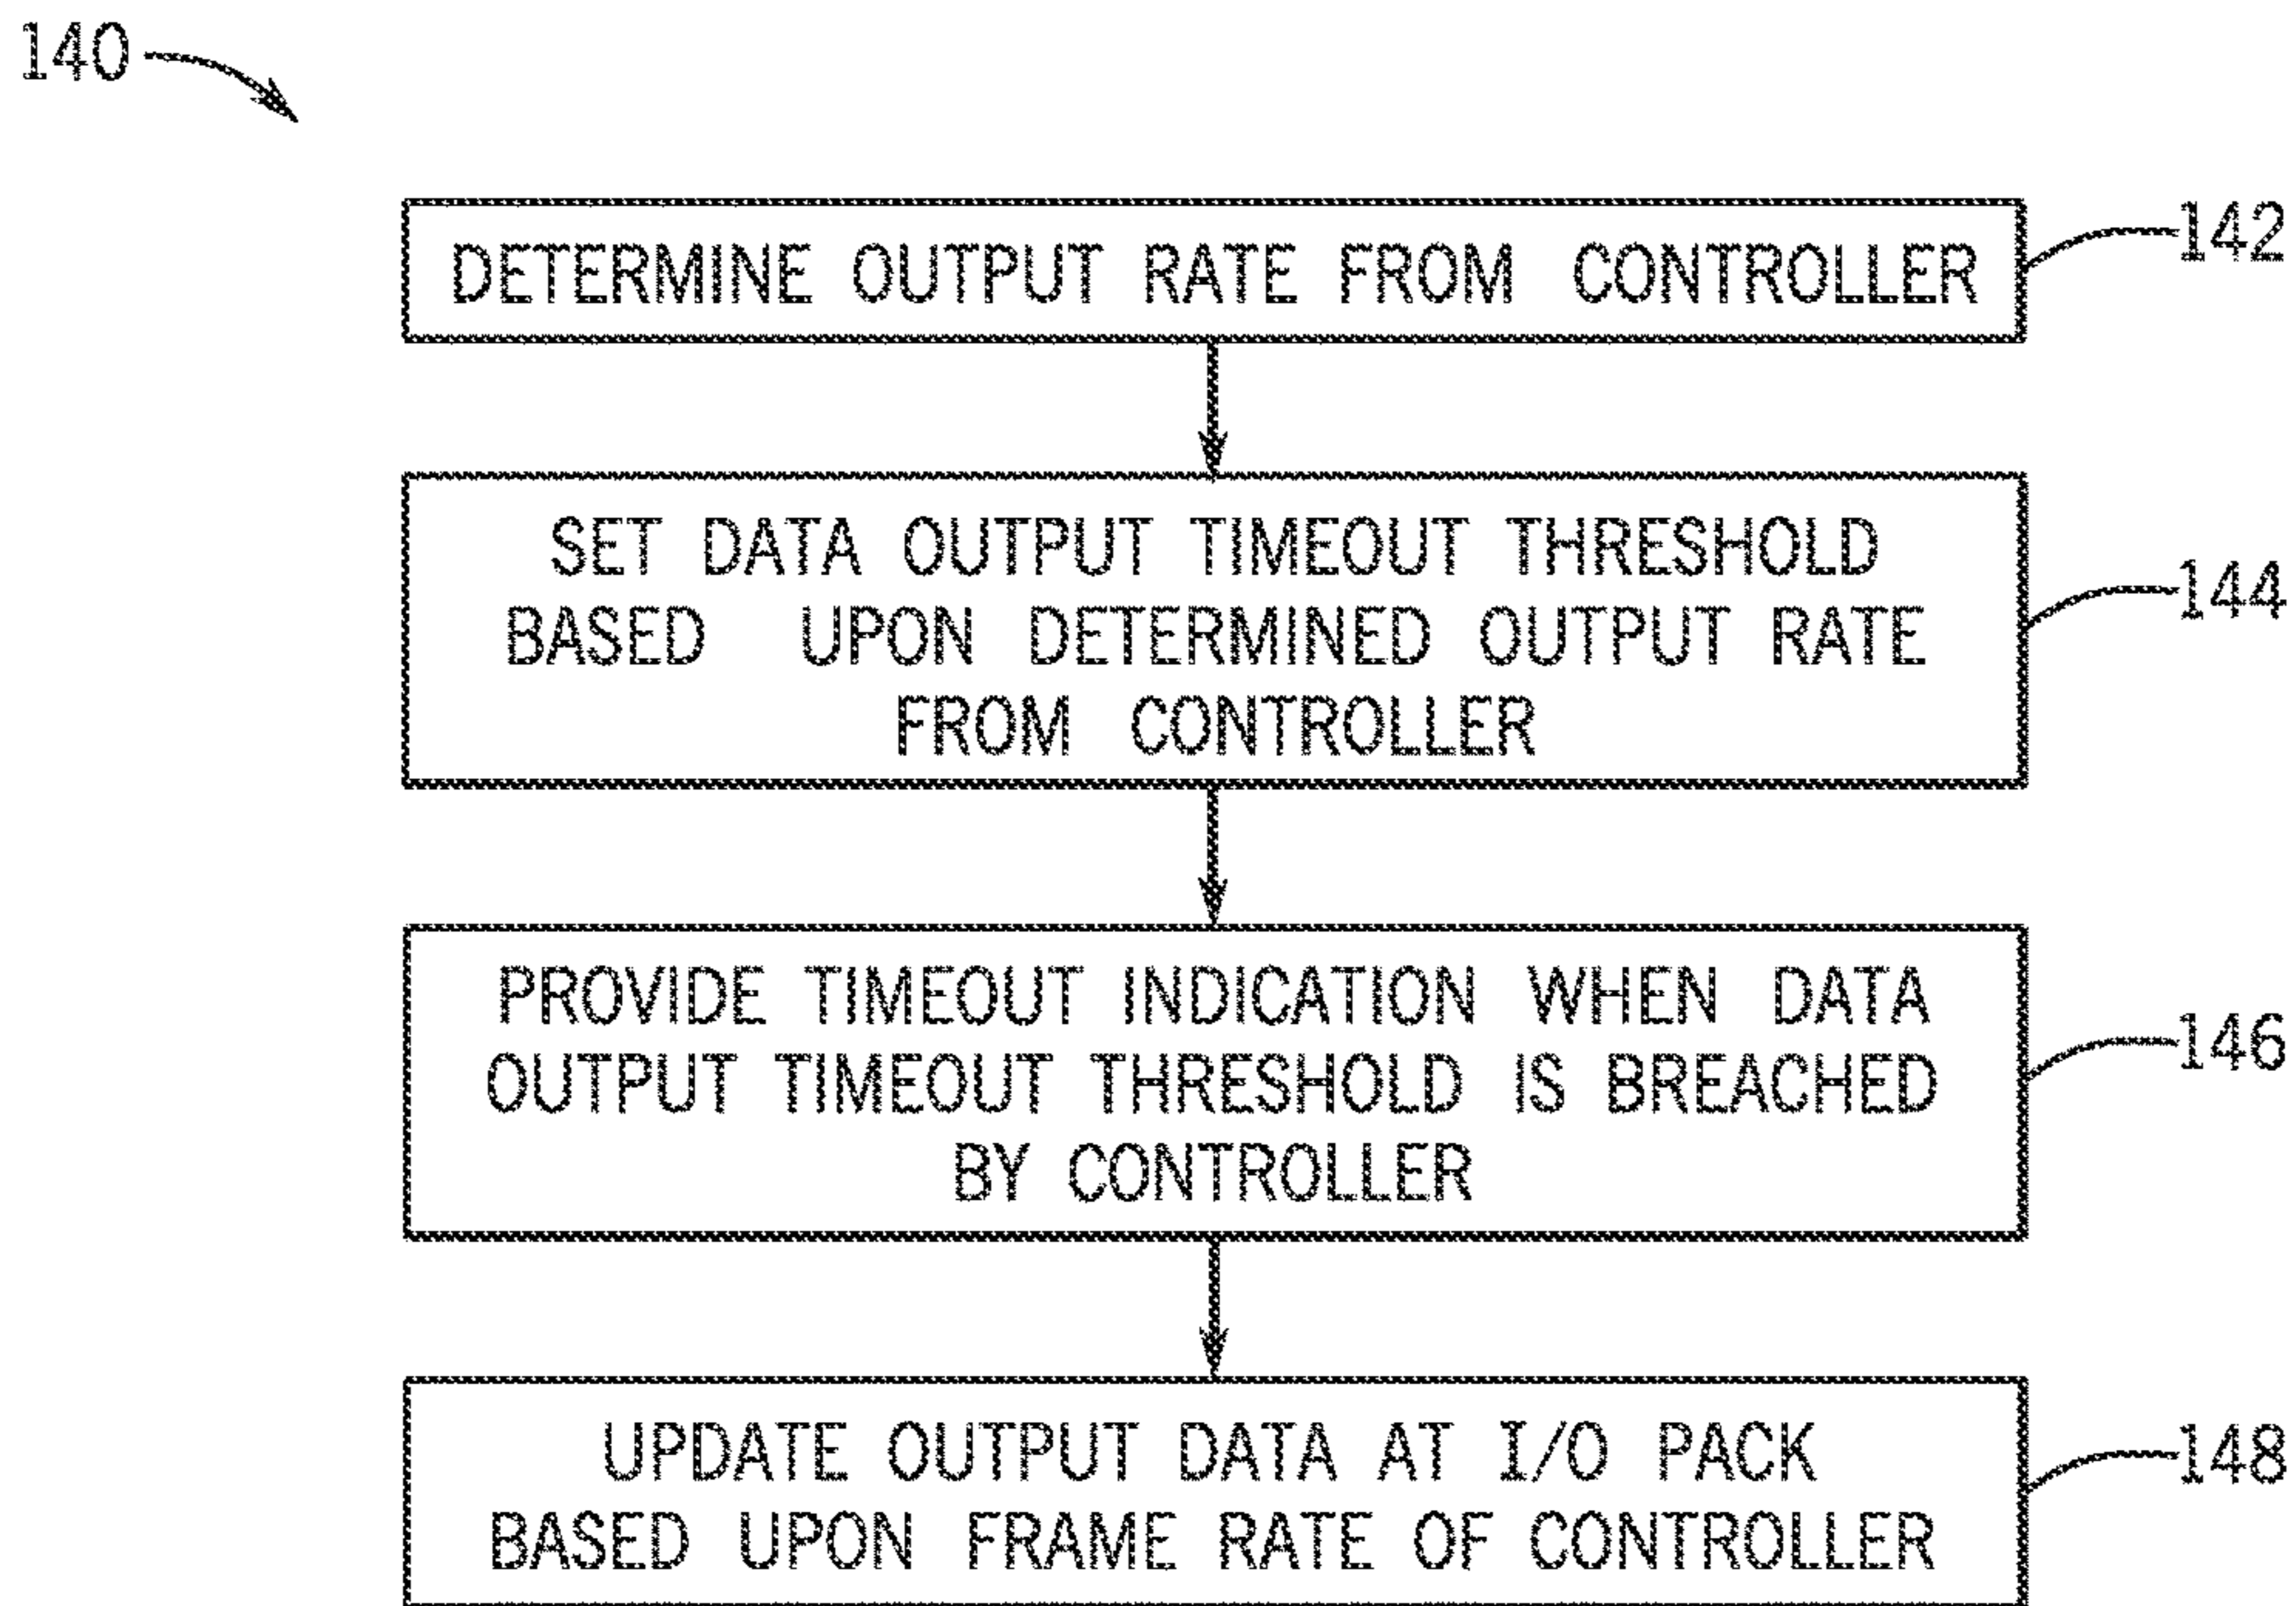 140
DETERMINE OUTPUT RATE FROM CONTROLLER
142
SET DATA OUTPUT TIMEOUT THRESHOLD
BASED UPON DETERMINED OUTPUT RATE
FROM CONTROLLER
144
PROVIDE TIMEOUT INDICATION WHEN DATA
OUTPUT TIMEOUT THRESHOLD IS BREACHED
BY CONTROLLER
146
UPDATE OUTPUT DATA AT I/O PACK
BASED UPON FRAME RATE OF CONTROLLER
148